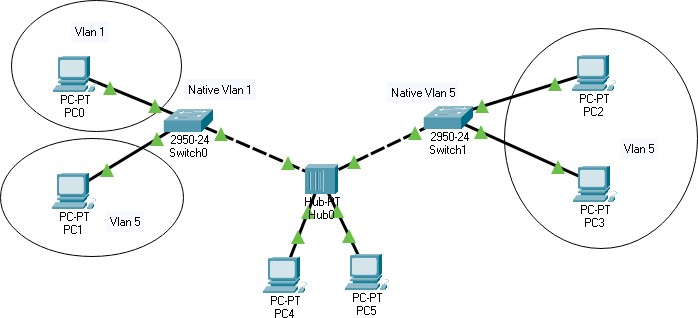 Vlan 1
PC-PT
PC0
Native Vlan 1
2950-24
Switch0
PC-PT
PC1
Vlan 5
Hub-PT
Hub0
PC-PT
PC4
PC-PT
PC5
Native Vlan 5
2950-24
Switch1
PC-PT
PC2
Vlan 5
PC-PT
PC3